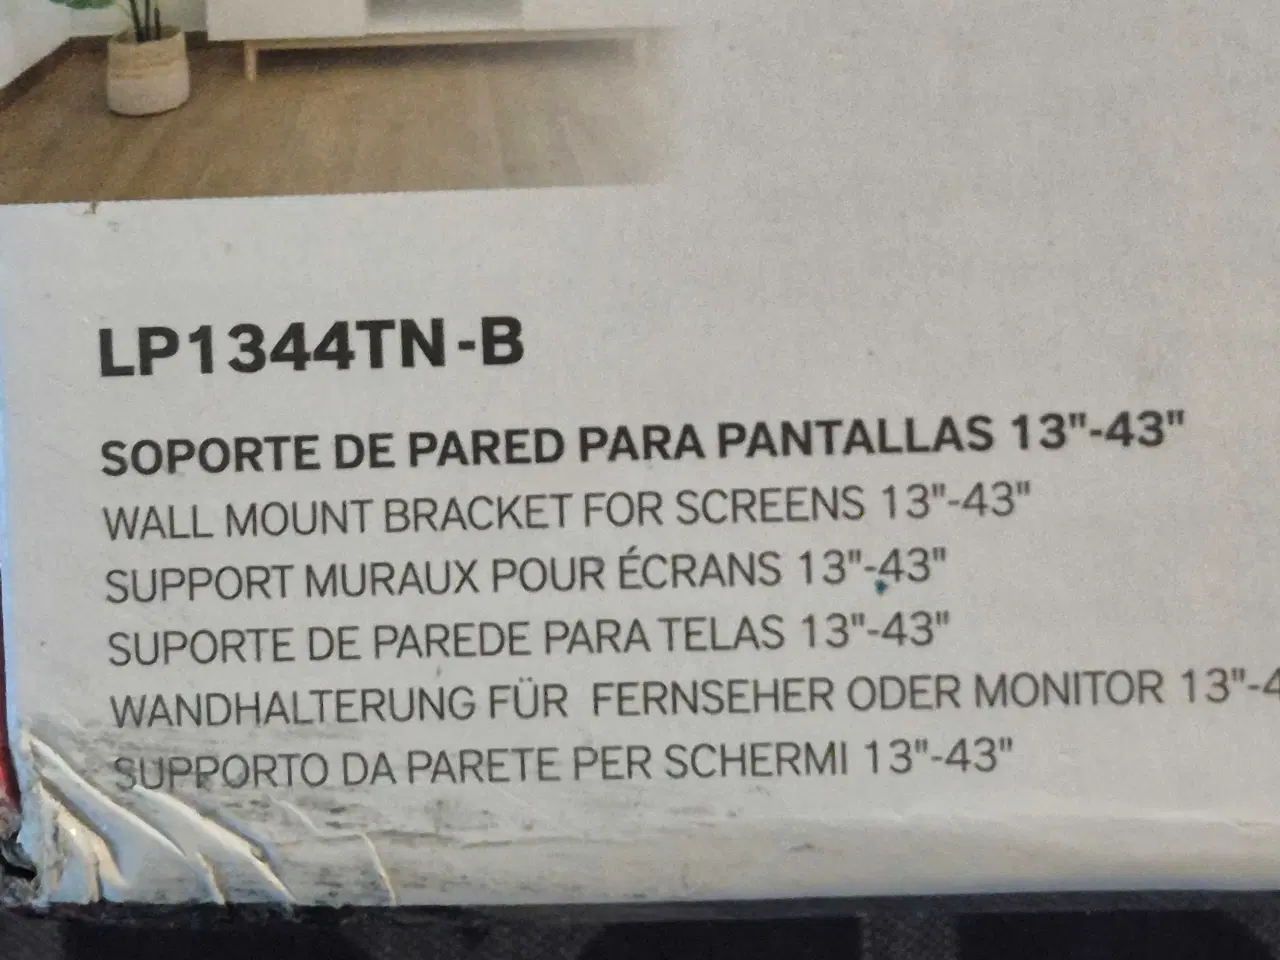 LP1344TN-B
SOPORTE DE PARED PARA PANTALLAS 13"-43"
WALL MOUNT BRACKET FOR SCREENS 13"-43"
SUPPORT MURAUX POUR ÉCRANS 13"-43"
SUPORTE DE PAREDE PARA TELAS 13"-43"
WANDHALTERUNG FÜR FERNSEHER ODER MONITOR 13"-4
SUPPORTO DA PARETE PER SCHERMI 13"-43"